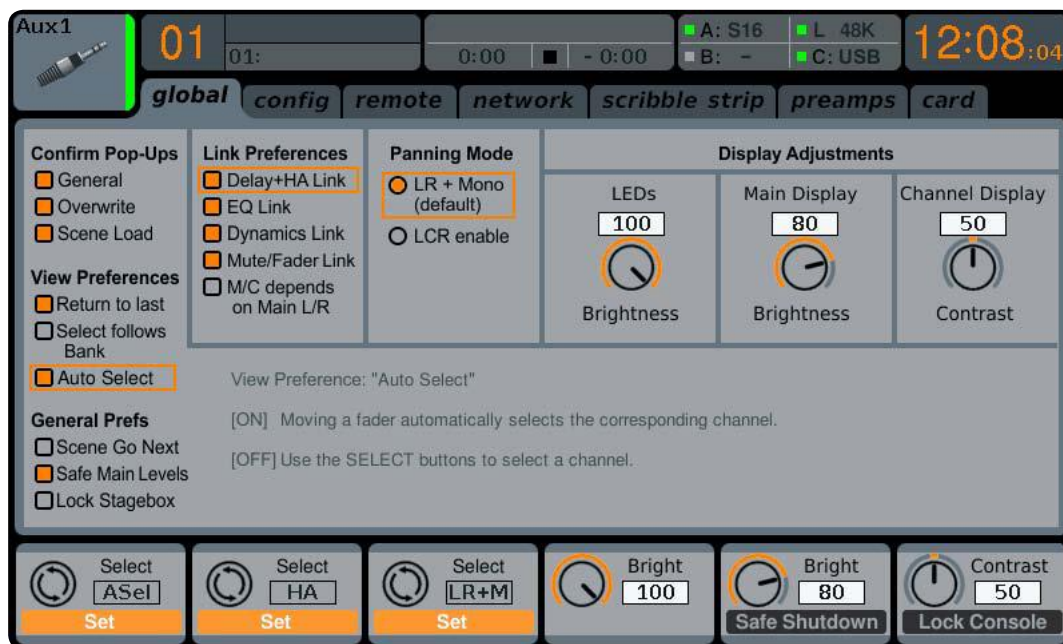 Aux1
01
01:
0:00
- 0:00
A: S16
B: -
L 48K
C: USB
12:08:04
global
config
remote
network
scribble strip
preamps
card
Confirm Pop-Ups
General
Overwrite
Scene Load
View Preferences
Return to last
Select follows
Bank
Auto Select
General Prefs
Scene Go Next
Safe Main Levels
Lock Stagebox
Link Preferences
Delay+HA Link
EQ Link
Dynamics Link
Mute/Fader Link
M/C depends
on Main L/R
Panning Mode
LR + Mono
(default)
LCR enable
Display Adjustments
LEDs
100
Brightness
Main Display
80
Brightness
Channel Display
50
Contrast
View Preference: "Auto Select"
[ON] Moving a fader automatically selects the corresponding channel.
[OFF] Use the SELECT buttons to select a channel.
Select
ASel
Set
Select
HA
Set
Select
LR+M
Set
Bright
100
Bright
80
Safe Shutdown
Contrast
50
Lock Console